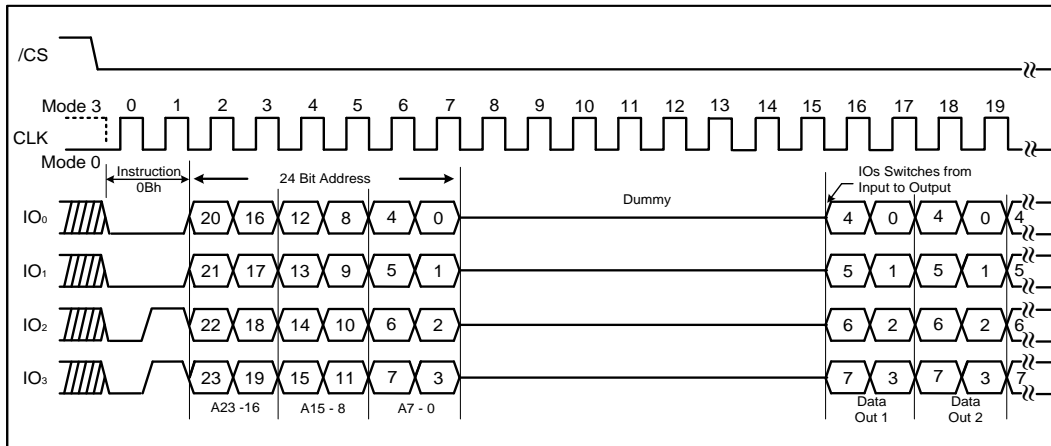 /CS
Mode 3 0 1 2 3 4 5 6 7 8 9 10 11 12 13 14 15 16 17 18 19
CLK
Mode 0
Instruction
0Bh
24 Bit Address
Dummy
IOs Switches from
Input to Output
IO0 20 16 12 8 4 0 4 0 4 0 4
IO1 21 17 13 9 5 1 5 1 5 1 5
IO2 22 18 14 10 6 2 6 2 6 2 6
IO3 23 19 15 11 7 3 7 3 7 3 7
A23 -16 A15 - 8 A7 - 0
Data
Out 1
Data
Out 2